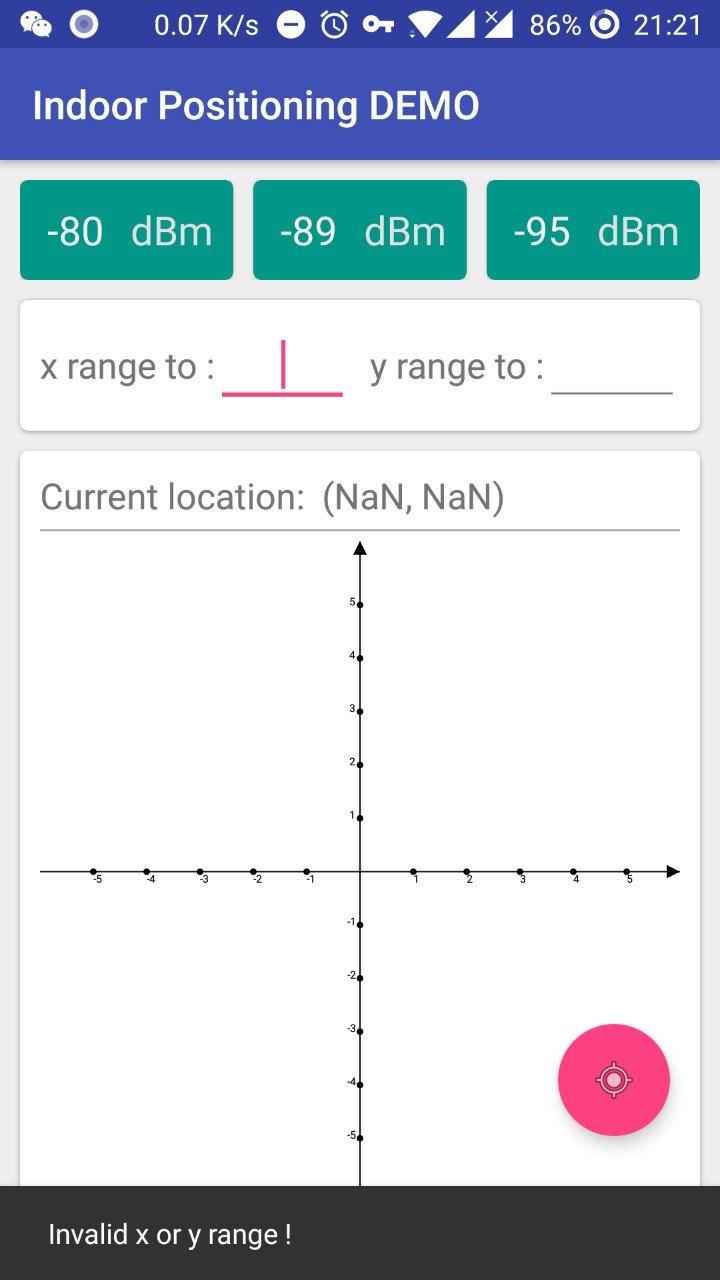 0.07 K/s 86% 21:21
Indoor Positioning DEMO
-80 dBm -89 dBm -95 dBm
x range to : y range to :
Current location: (NaN, NaN)
5
4
3
2
1
-5 -4 -3 -2 -1 1 2 3 4 5
-1
-2
-3
-4
-5
Invalid x or y range !